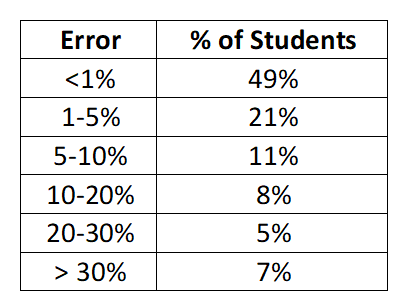 Error % of Students
<1% 49%
1-5% 21%
5-10% 11%
10-20% 8%
20-30% 5%
> 30% 7%